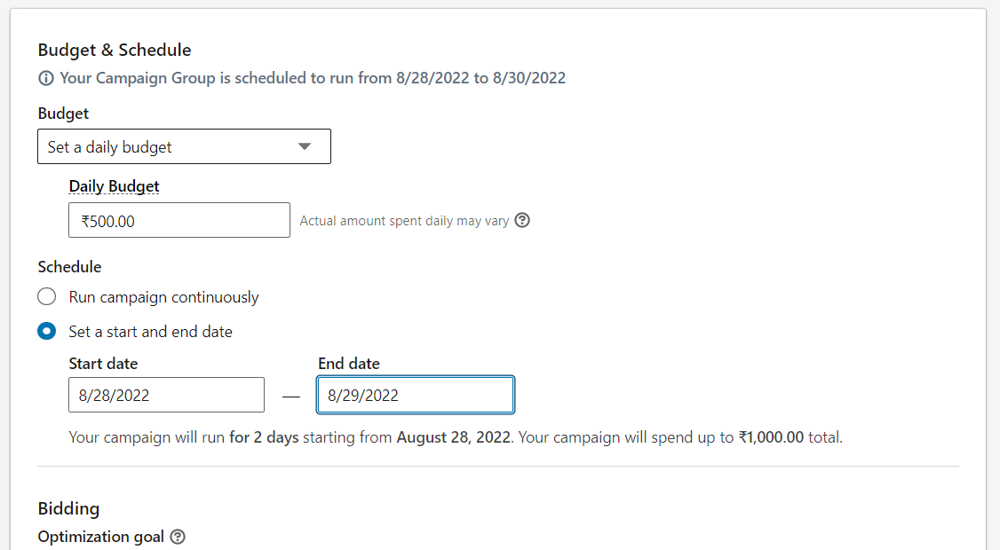 Budget & Schedule
Your Campaign Group is scheduled to run from 8/28/2022 to 8/30/2022
Budget
Set a daily budget
Daily Budget
₹500.00 Actual amount spent daily may vary
Schedule
Run campaign continuously
Set a start and end date
Start date End date
8/28/2022 — 8/29/2022
Your campaign will run for 2 days starting from August 28, 2022. Your campaign will spend up to ₹1,000.00 total.
Bidding
Optimization goal